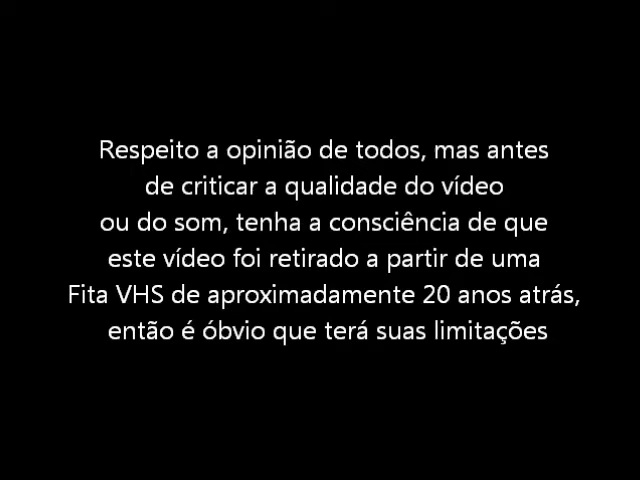 Respeito a opinião de todos, mas antes
de criticar a qualidade do vídeo
ou do som, tenha a consciência de que
este vídeo foi retirado a partir de uma
Fita VHS de aproximadamente 20 anos atrás,
então é óbvio que terá suas limitações